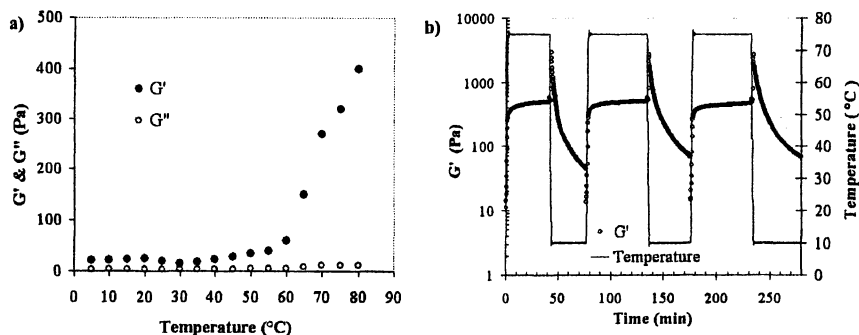 a)
500
400
300
200
100
0
G' & G'' (Pa)
G'
G''
0 10 20 30 40 50 60 70 80 90
Temperature (°C)
b)
10000
1000
100
10
1
G' (Pa)
G'
Temperature
0 50 100 150 200 250
Time (min)
80
70
60
50
40
30
20
10
0
Temperature (°C)